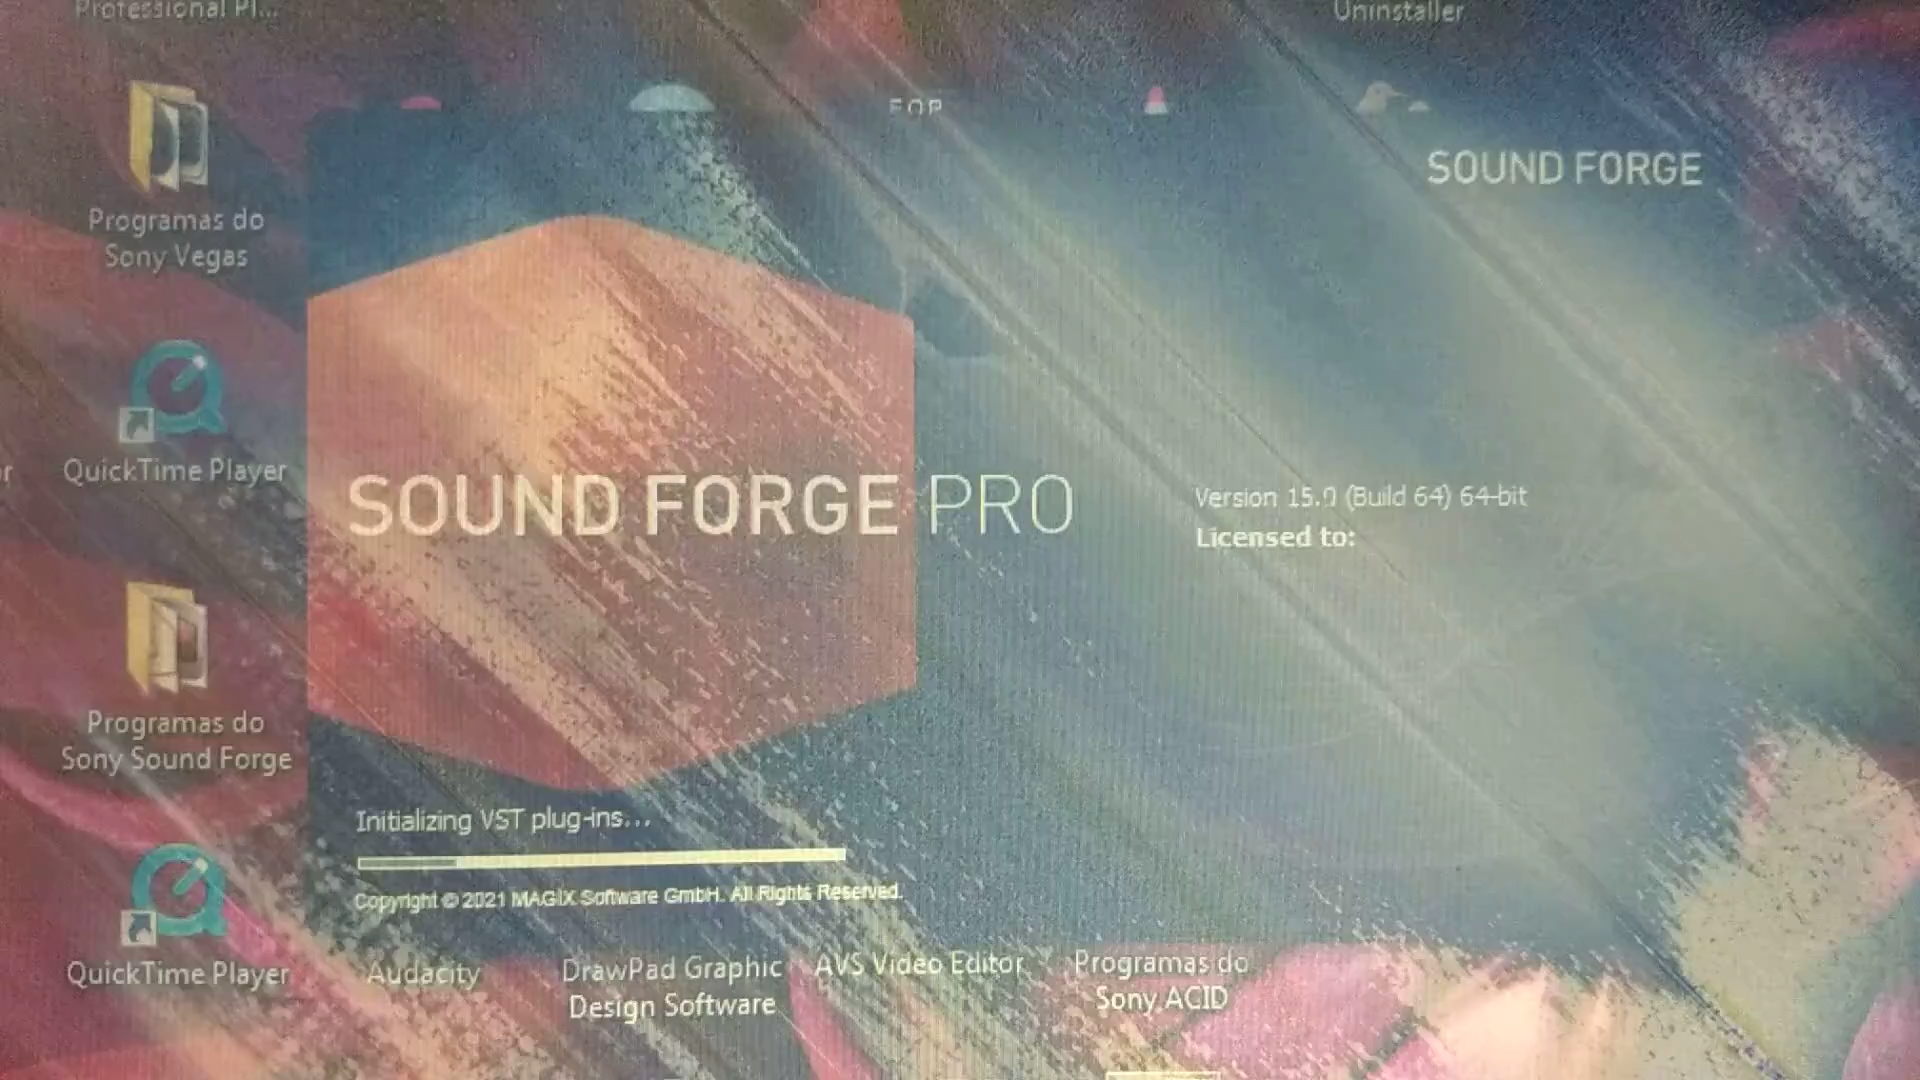 Professional Pl...
Uninstaller
Programas do
Sony Vegas
SOUND FORGE
QuickTime Player
SOUND FORGE PRO
Version 15.0 (Build 64) 64-bit
Licensed to:
Programas do
Sony Sound Forge
Initializing VST plug-ins...
Copyright © 2021 MAGIX Software GmbH. All Rights Reserved.
QuickTime Player
Audacity
DrawPad Graphic
Design Software
AVS Video Editor
Programas do
Sony ACID